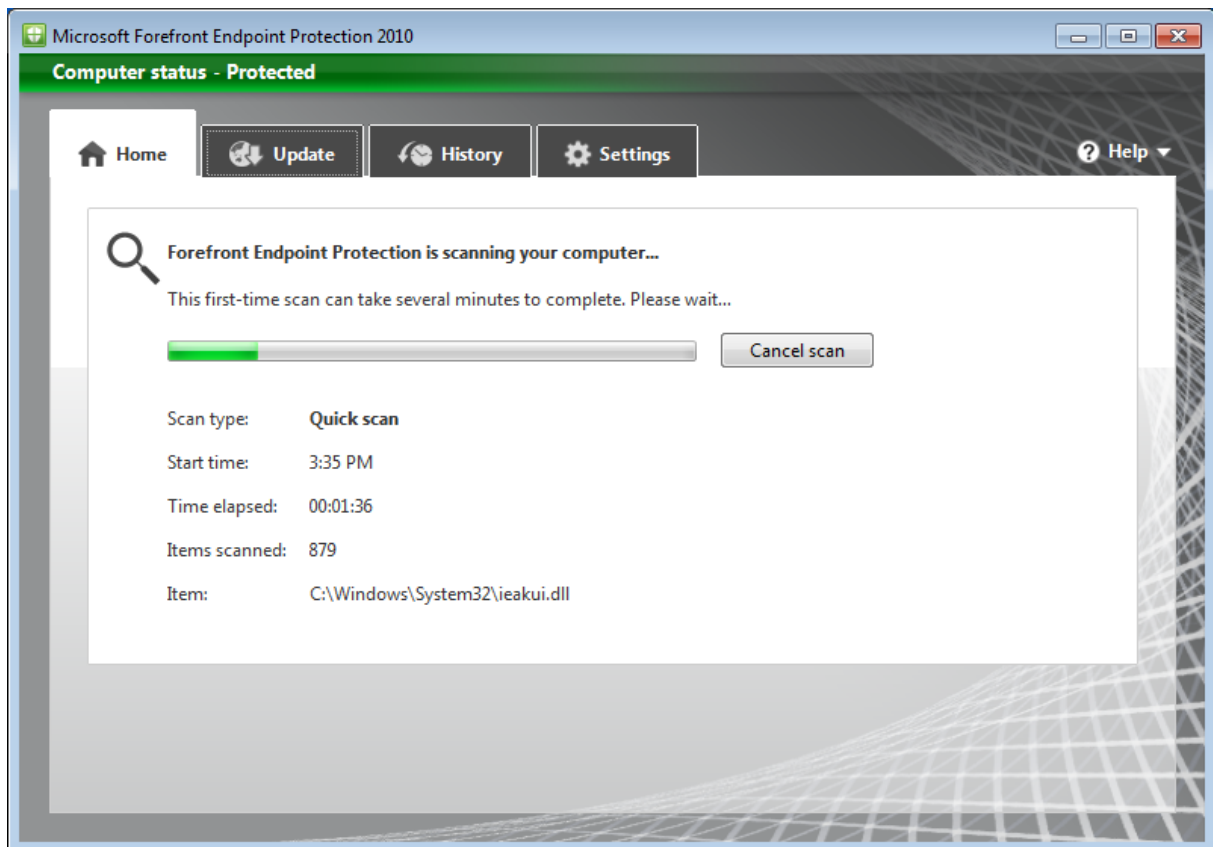 Microsoft Forefront Endpoint Protection 2010
Computer status - Protected
Home Update History Settings Help
Forefront Endpoint Protection is scanning your computer...
This first-time scan can take several minutes to complete. Please wait...
Cancel scan
Scan type: Quick scan
Start time: 3:35 PM
Time elapsed: 00:01:36
Items scanned: 879
Item: C:\Windows\System32\ieakui.dll